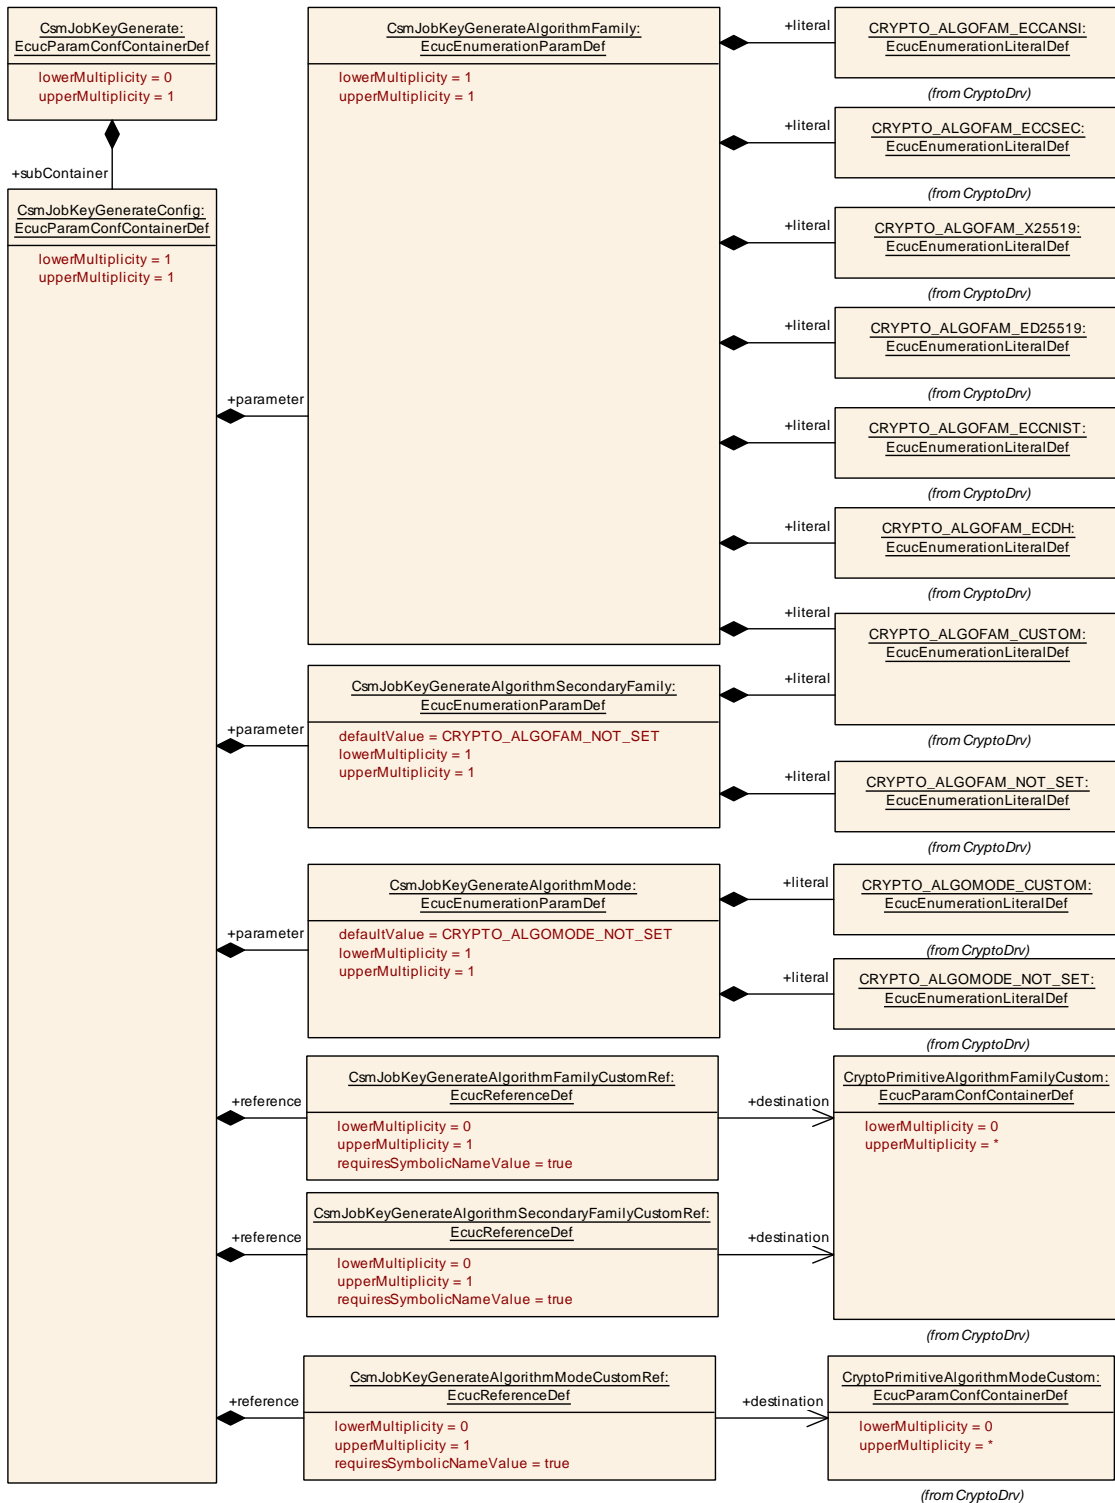 CsmJobKeyGenerate:
EcucParamConfContainerDef
lowerMultiplicity = 0
upperMultiplicity = 1
+subContainer
CsmJobKeyGenerateConfig:
EcucParamConfContainerDef
lowerMultiplicity = 1
upperMultiplicity = 1
+parameter
CsmJobKeyGenerateAlgorithmFamily:
EcucEnumerationParamDef
lowerMultiplicity = 1
upperMultiplicity = 1
+literal
CRYPTO_ALGOFAM_ECCANSI:
EcucEnumerationLiteralDef
(from CryptoDrv)
+literal
CRYPTO_ALGOFAM_ECCSEC:
EcucEnumerationLiteralDef
(from CryptoDrv)
+literal
CRYPTO_ALGOFAM_X25519:
EcucEnumerationLiteralDef
(from CryptoDrv)
+literal
CRYPTO_ALGOFAM_ED25519:
EcucEnumerationLiteralDef
(from CryptoDrv)
+literal
CRYPTO_ALGOFAM_ECCNIST:
EcucEnumerationLiteralDef
(from CryptoDrv)
+literal
CRYPTO_ALGOFAM_ECDH:
EcucEnumerationLiteralDef
(from CryptoDrv)
+literal
CRYPTO_ALGOFAM_CUSTOM:
EcucEnumerationLiteralDef
+literal
(from CryptoDrv)
+parameter
CsmJobKeyGenerateAlgorithmSecondaryFamily:
EcucEnumerationParamDef
defaultValue = CRYPTO_ALGOFAM_NOT_SET
lowerMultiplicity = 1
upperMultiplicity = 1
+literal
CRYPTO_ALGOFAM_NOT_SET:
EcucEnumerationLiteralDef
(from CryptoDrv)
+parameter
CsmJobKeyGenerateAlgorithmMode:
EcucEnumerationParamDef
defaultValue = CRYPTO_ALGOMODE_NOT_SET
lowerMultiplicity = 1
upperMultiplicity = 1
+literal
CRYPTO_ALGOMODE_CUSTOM:
EcucEnumerationLiteralDef
(from CryptoDrv)
+literal
CRYPTO_ALGOMODE_NOT_SET:
EcucEnumerationLiteralDef
(from CryptoDrv)
+reference
CsmJobKeyGenerateAlgorithmFamilyCustomRef:
EcucReferenceDef
lowerMultiplicity = 0
upperMultiplicity = 1
requiresSymbolicNameValue = true
+destination
CryptoPrimitiveAlgorithmFamilyCustom:
EcucParamConfContainerDef
lowerMultiplicity = 0
upperMultiplicity = *
+reference
CsmJobKeyGenerateAlgorithmSecondaryFamilyCustomRef:
EcucReferenceDef
lowerMultiplicity = 0
upperMultiplicity = 1
requiresSymbolicNameValue = true
+destination
(from CryptoDrv)
+reference
CsmJobKeyGenerateAlgorithmModeCustomRef:
EcucReferenceDef
lowerMultiplicity = 0
upperMultiplicity = 1
requiresSymbolicNameValue = true
+destination
CryptoPrimitiveAlgorithmModeCustom:
EcucParamConfContainerDef
lowerMultiplicity = 0
upperMultiplicity = *
(from CryptoDrv)